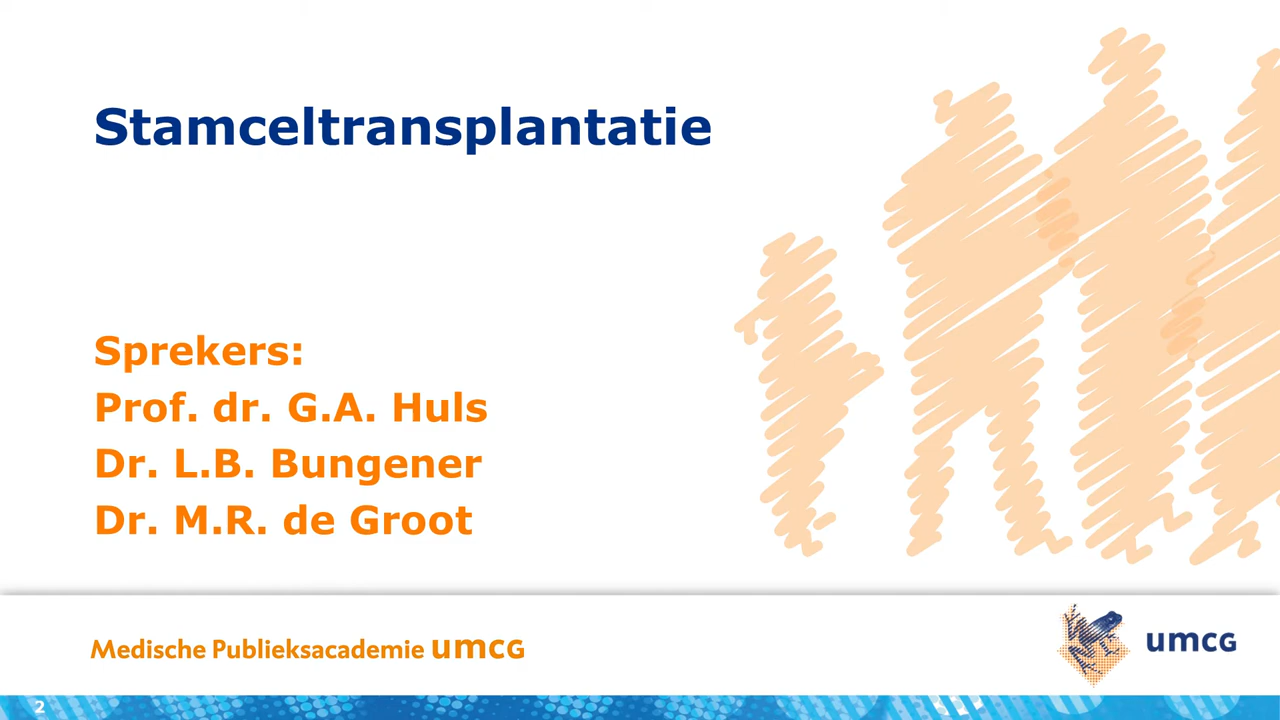 Stamceltransplantatie
Sprekers:
Prof. dr. G.A. Huls
Dr. L.B. Bungener
Dr. M.R. de Groot
Medische Publieksacademie umcg
umcg
2